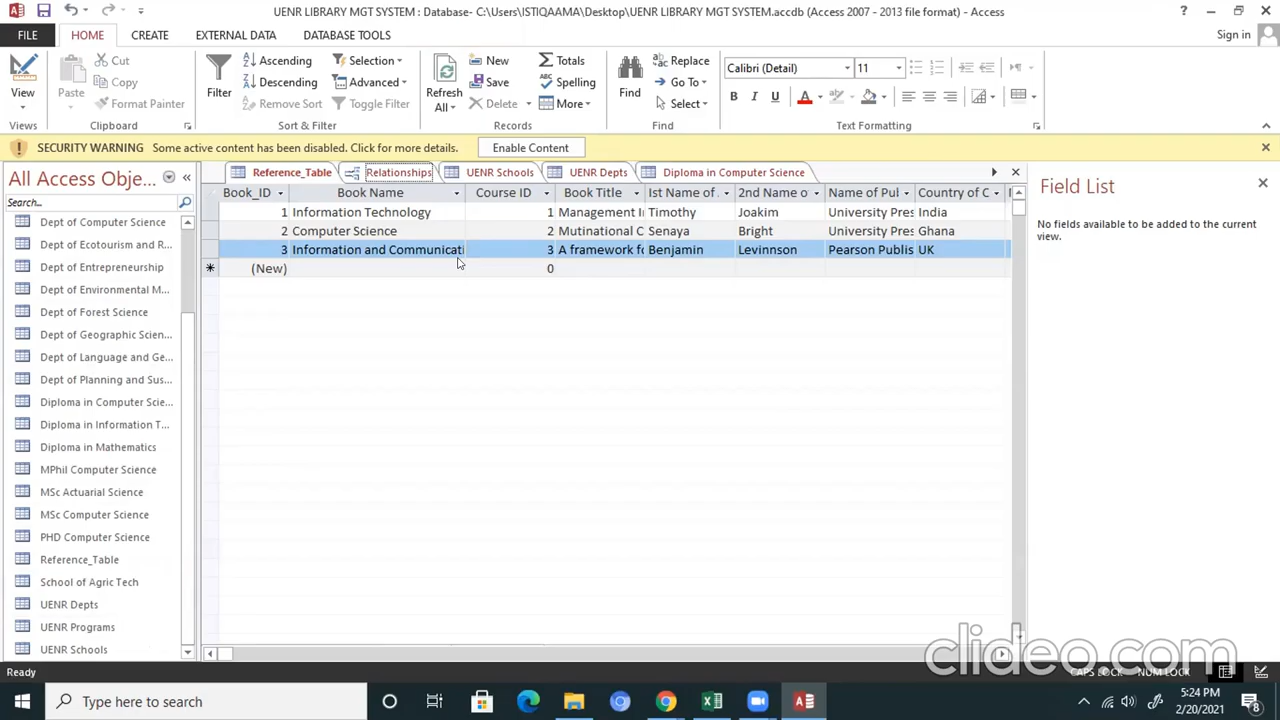 UENR LIBRARY MGT SYSTEM : Database- C:\USERS\ISTIQAAMA\Desktop\UENR LIBRARY MGT SYSTEM.accdb (Access 2007 - 2013 file format) - Access
FILE HOME CREATE EXTERNAL DATA DATABASE TOOLS Sign in
View
Views
Paste
Cut
Copy
Format Painter
Clipboard
Filter
Ascending
Descending
Remove Sort
Selection
Advanced
Toggle Filter
Sort & Filter
Refresh
All
New
Save
Delete
Totals
Spelling
More
Records
Find
Replace
Go To
Select
Find
Calibri (Detail) 11
B I U
Text Formatting
SECURITY WARNING Some active content has been disabled. Click for more details. Enable Content
All Access Obje...
Search...
Dept of Computer Science
Dept of Ecotourism and R...
Dept of Entrepreneurship
Dept of Environmental M...
Dept of Forest Science
Dept of Geographic Scien...
Dept of Language and Ge...
Dept of Planning and Sus...
Diploma in Computer Scie...
Diploma in Information T...
Diploma in Mathematics
MPhil Computer Science
MSc Actuarial Science
MSc Computer Science
PHD Computer Science
Reference_Table
School of Agric Tech
UENR Depts
UENR Programs
UENR Schools
Reference_Table Relationships UENR Schools UENR Depts Diploma in Computer Science
Book_ID Book Name Course ID Book Title Ist Name of 2nd Name o Name of Pul Country of C
1 Information Technology 1 Management I Timothy Joakim University Pres India
2 Computer Science 2 Mutinational C Senaya Bright University Pres Ghana
3 Information and Communicati 3 A framework fo Benjamin Levinnson Pearson Publis UK
(New) 0
Field List
No fields available to be added to the current
view.
clideo.com
Ready CAPS LOCK NUM LOCK
Type here to search
5:24 PM
2/20/2021
8